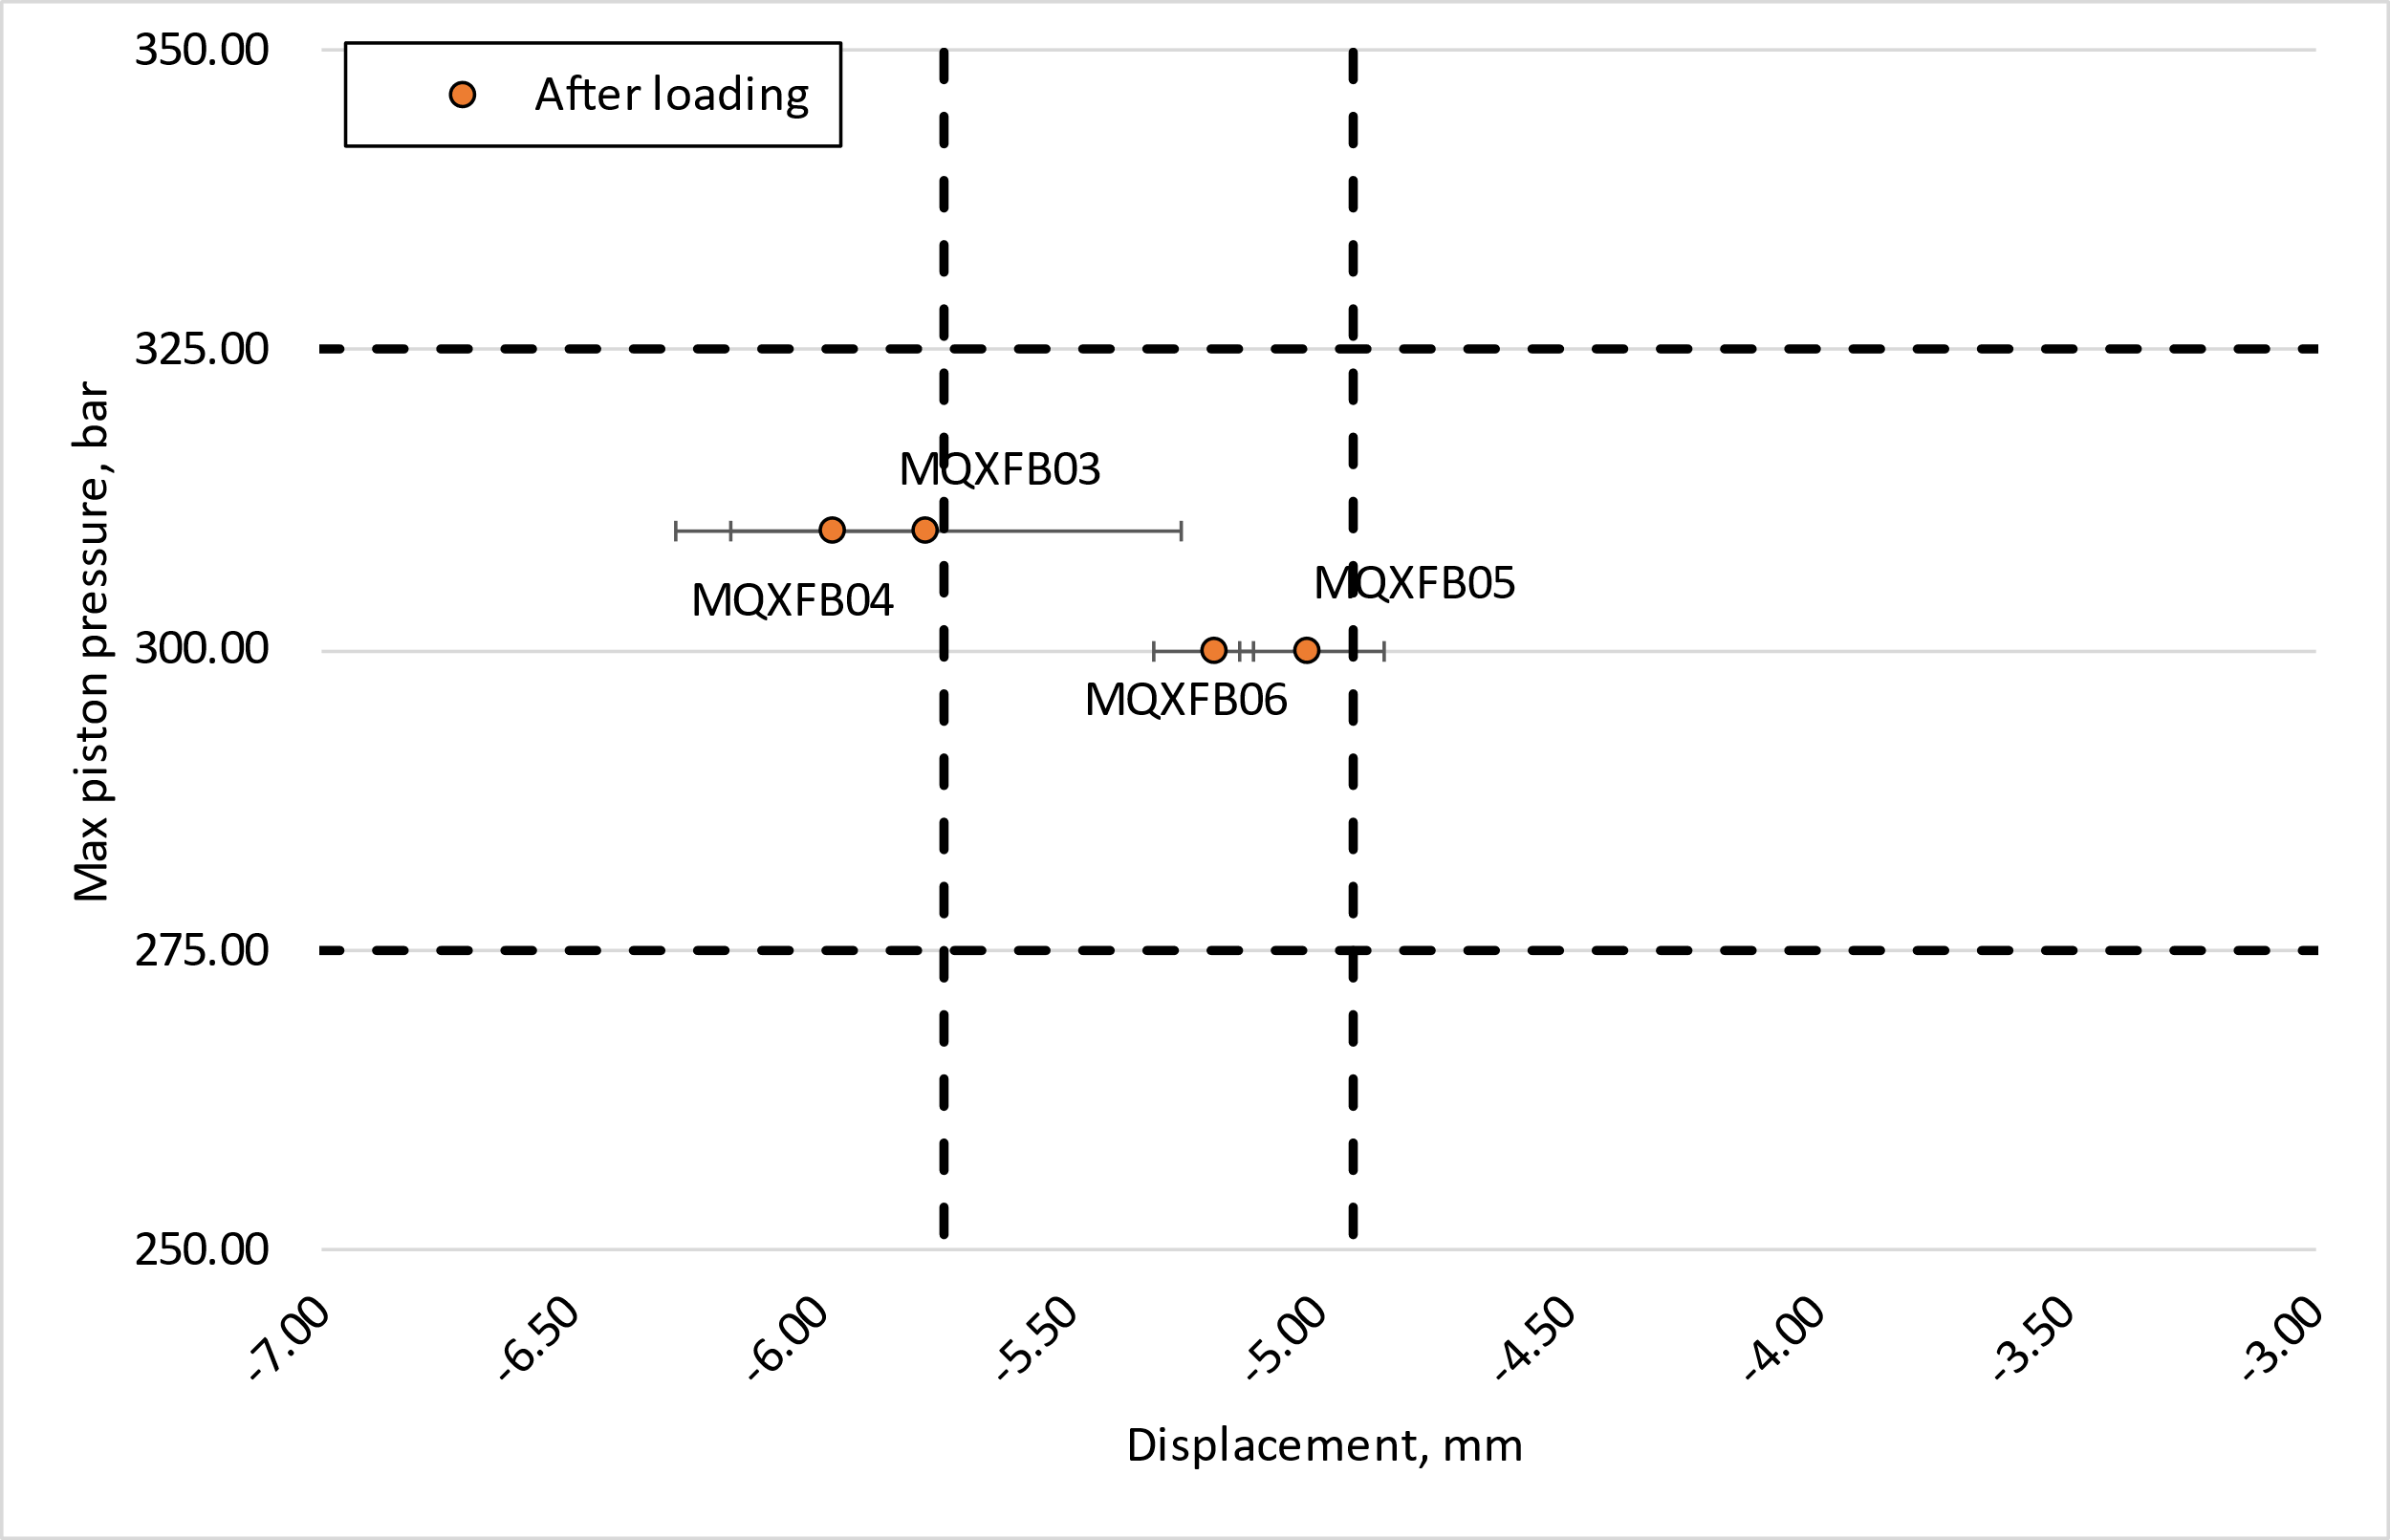 350.00
After loading
325.00
MQXFB03
MQXFB05
MQXFB04
300.00
MQXFB06
275.00
250.00
Max piston pressure, bar
-7.00
-6.50
-6.00
-5.50
-5.00
-4.50
-4.00
-3.50
-3.00
Displacement, mm